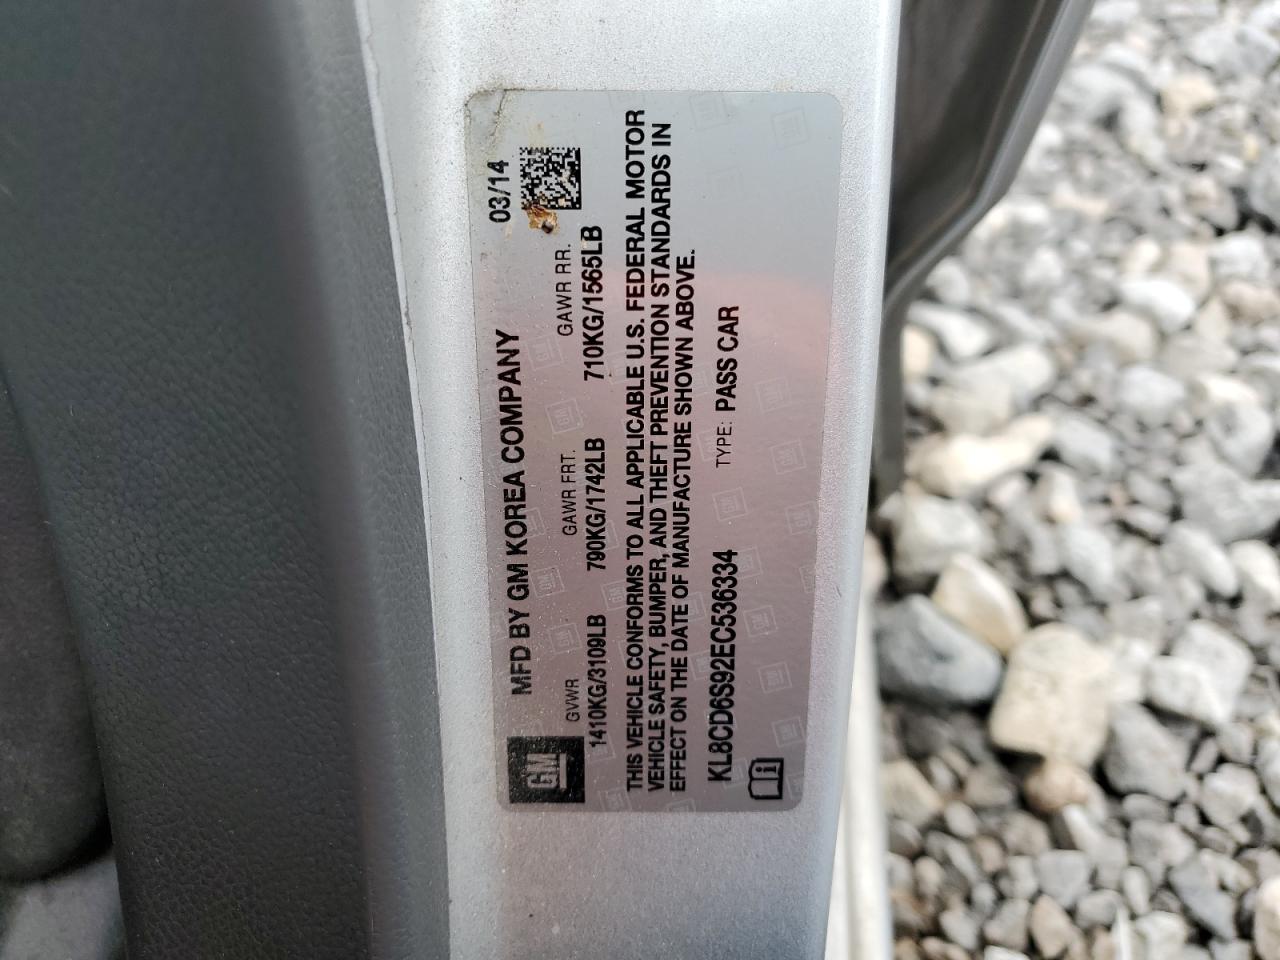 GM
MFD BY GM KOREA COMPANY 03/14
GVWR GAWR FRT. GAWR RR.
1410KG/3109LB 790KG/1742LB 710KG/1565LB
THIS VEHICLE CONFORMS TO ALL APPLICABLE U.S. FEDERAL MOTOR
VEHICLE SAFETY, BUMPER, AND THEFT PREVENTION STANDARDS IN
EFFECT ON THE DATE OF MANUFACTURE SHOWN ABOVE.
KL8CD6S92EC536334 TYPE: PASS CAR